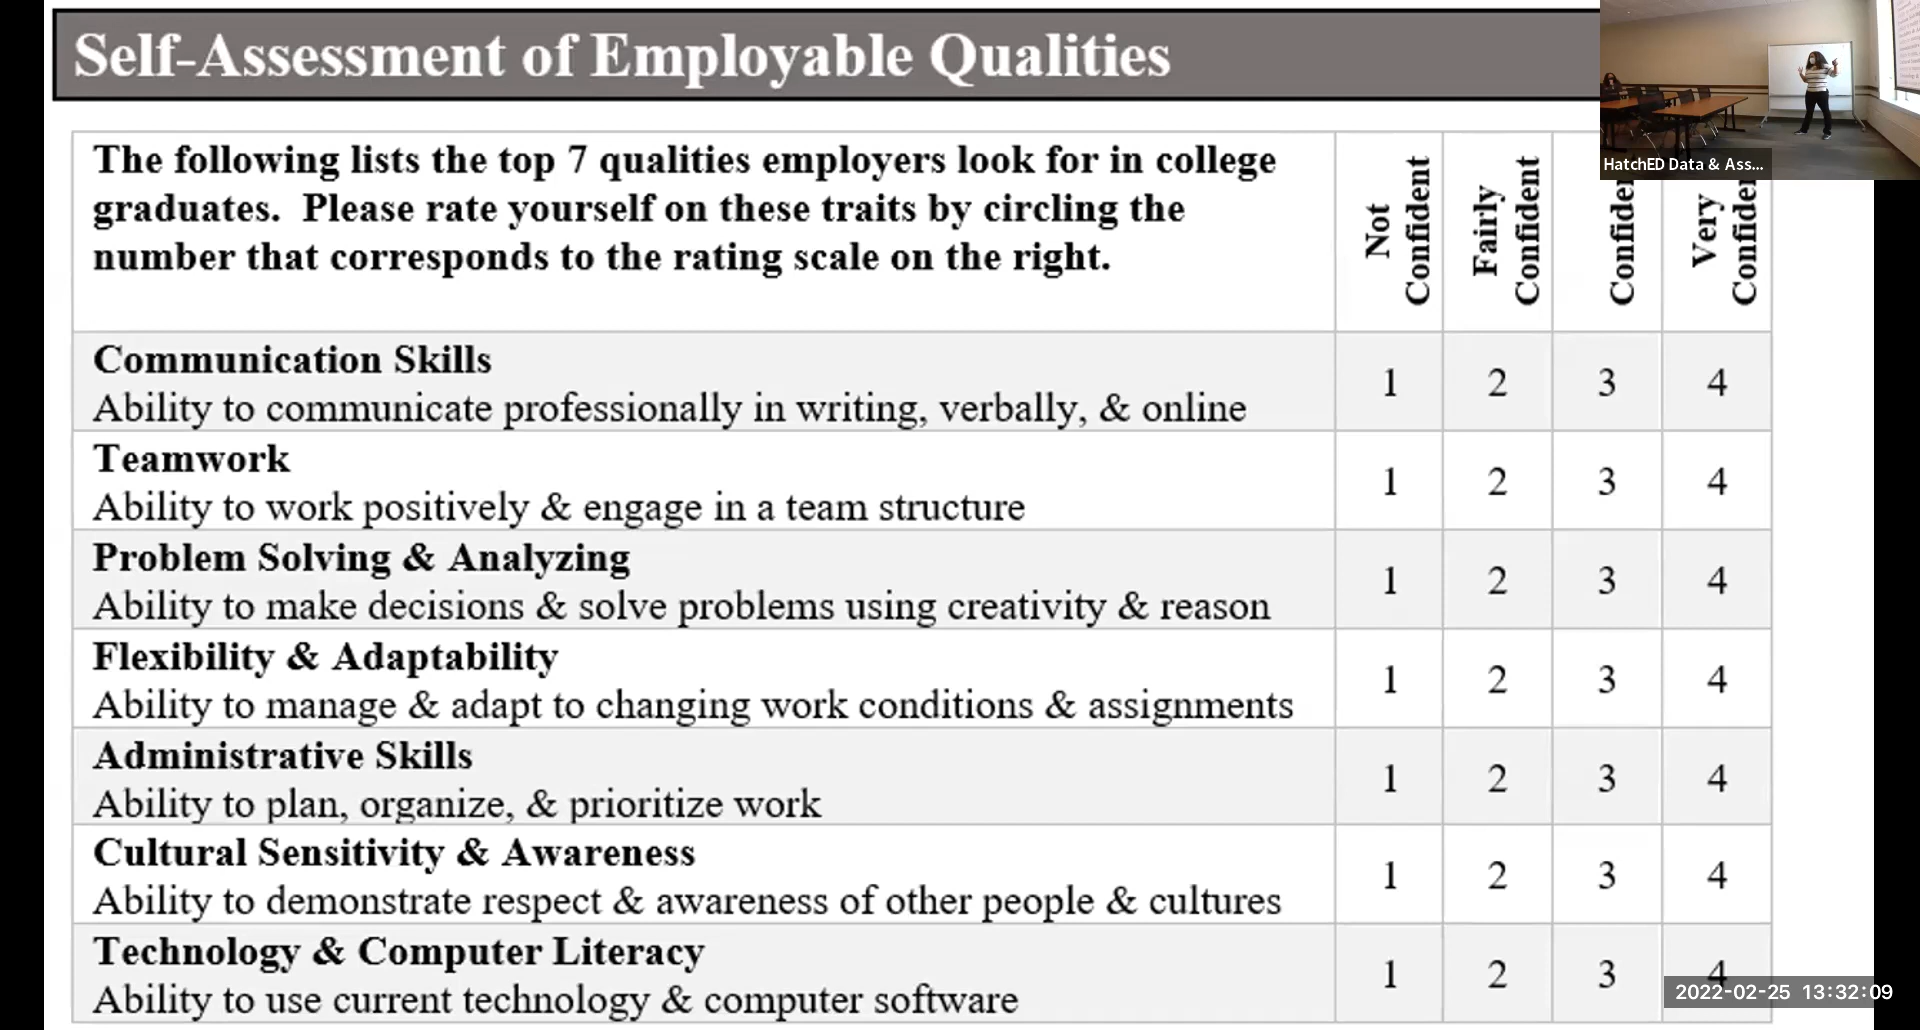 Self-Assessment of Employable Qualities
HatchED Data & Ass...
The following lists the top 7 qualities employers look for in college
graduates.  Please rate yourself on these traits by circling the
number that corresponds to the rating scale on the right.
Not
Confident
Fairly
Confident
Confiden
Very
Confiden
Communication Skills
Ability to communicate professionally in writing, verbally, & online
1 2 3 4
Teamwork
Ability to work positively & engage in a team structure
1 2 3 4
Problem Solving & Analyzing
Ability to make decisions & solve problems using creativity & reason
1 2 3 4
Flexibility & Adaptability
Ability to manage & adapt to changing work conditions & assignments
1 2 3 4
Administrative Skills
Ability to plan, organize, & prioritize work
1 2 3 4
Cultural Sensitivity & Awareness
Ability to demonstrate respect & awareness of other people & cultures
1 2 3 4
Technology & Computer Literacy
Ability to use current technology & computer software
1 2 3 4
2022-02-25 13:32:09